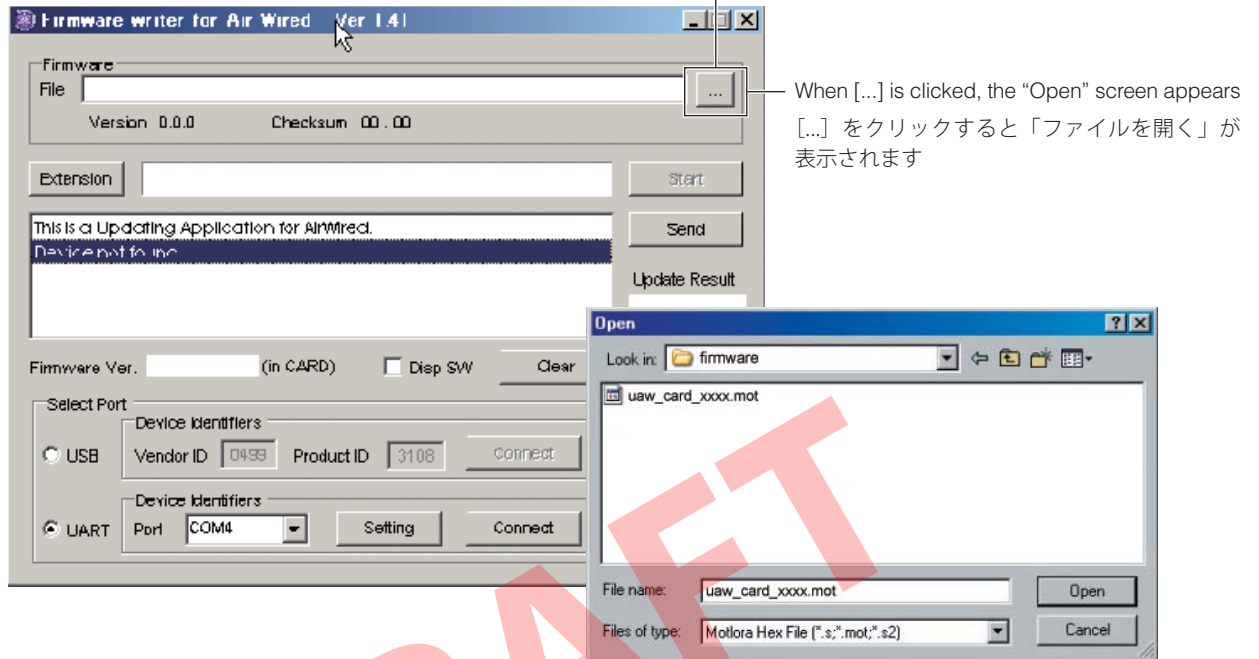 Firmware writer for Air Wired Ver 1.41
Firmware
File
...
When [...] is clicked, the “Open” screen appears
［...］をクリックすると「ファイルを開く」が
表示されます
Version 0.0.0 Checksum 00 . 00
Extension
Start
This is a Updating Application for AirWired.
Device not found
Send
Update Result
Firmware Ver. (in CARD) Disp SW Clear
Select Port
Device Identifiers
USB Vendor ID 0499 Product ID 3108 Connect
Device Identifiers
UART Port COM4 Setting Connect
Open
Look in: firmware
uaw_card_xxxx.mot
File name: uaw_card_xxxx.mot Open
Files of type: Motlora Hex File (*.s;*.mot;*.s2) Cancel
DRAFT